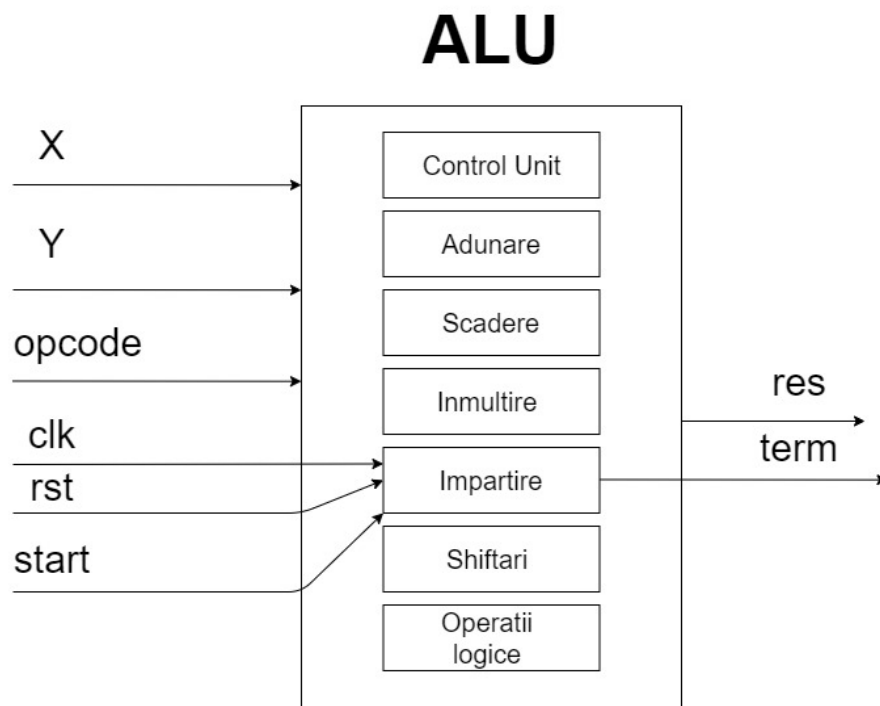 ALU
X
Y
opcode
clk
rst
start
Control Unit
Adunare
Scadere
Inmultire
Impartire
Shiftari
Operatii
logice
res
term